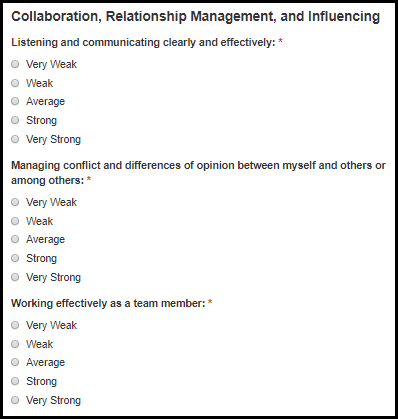 Collaboration, Relationship Management, and Influencing
Listening and communicating clearly and effectively: *
Very Weak
Weak
Average
Strong
Very Strong
Managing conflict and differences of opinion between myself and others or
among others: *
Very Weak
Weak
Average
Strong
Very Strong
Working effectively as a team member: *
Very Weak
Weak
Average
Strong
Very Strong